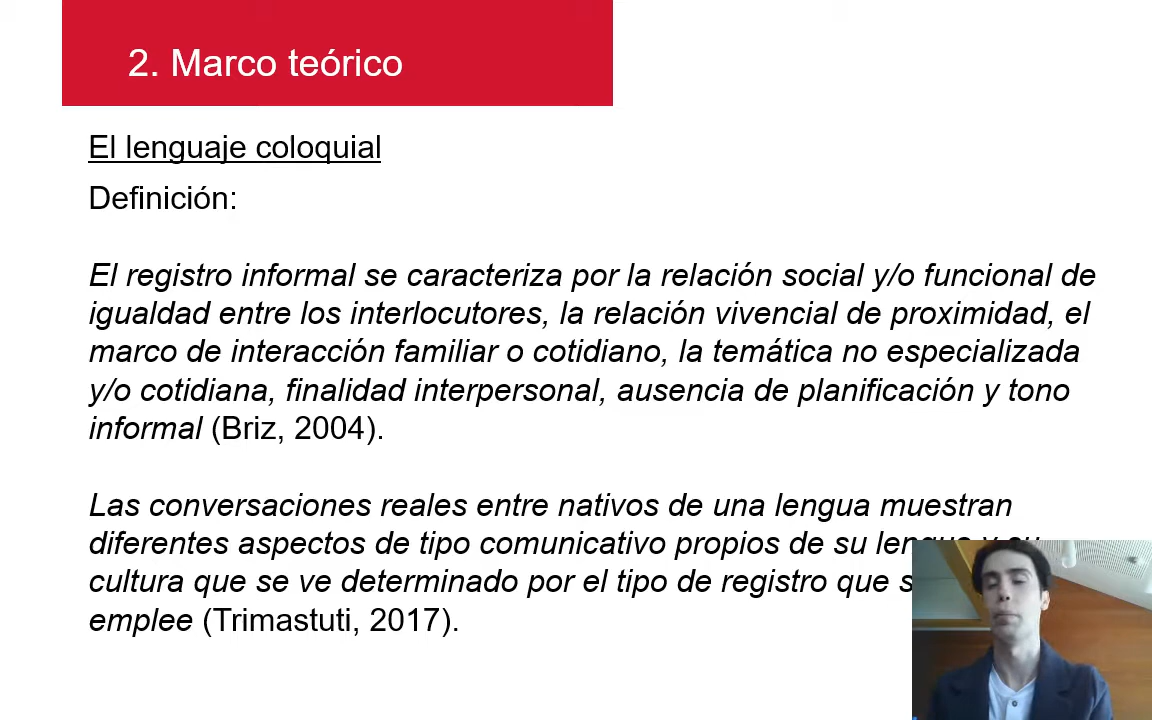 2. Marco teórico
El lenguaje coloquial
Definición:
El registro informal se caracteriza por la relación social y/o funcional de
igualdad entre los interlocutores, la relación vivencial de proximidad, el
marco de interacción familiar o cotidiano, la temática no especializada
y/o cotidiana, finalidad interpersonal, ausencia de planificación y tono
informal (Briz, 2004).
Las conversaciones reales entre nativos de una lengua muestran
diferentes aspectos de tipo comunicativo propios de su lengua y su
cultura que se ve determinado por el tipo de registro que
emplee (Trimastuti, 2017).